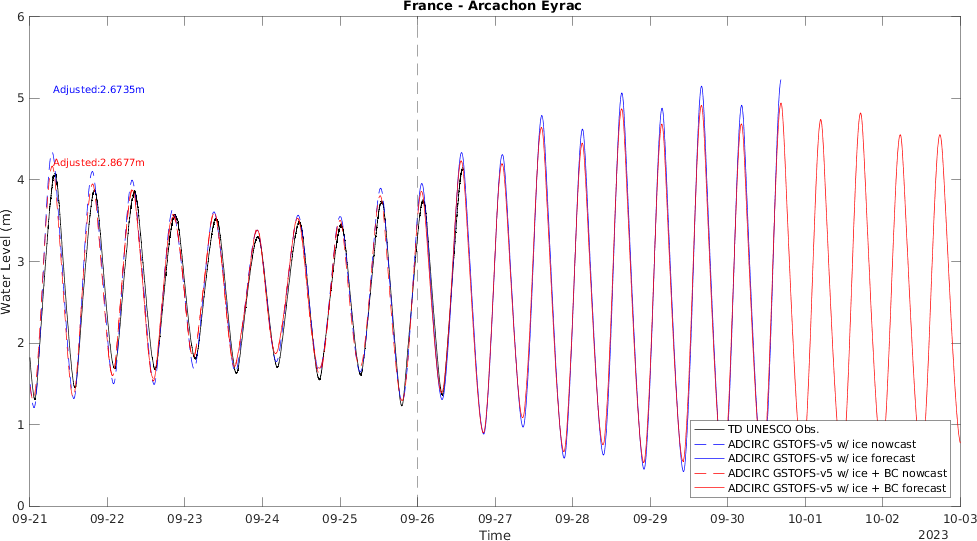 France - Arcachon Eyrac
6
5
4
3
2
1
0
Water Level (m)
Adjusted:2.6735m
Adjusted:2.8677m
TD UNESCO Obs.
ADCIRC GSTOFS-v5 w/ ice nowcast
ADCIRC GSTOFS-v5 w/ ice forecast
ADCIRC GSTOFS-v5 w/ ice + BC nowcast
ADCIRC GSTOFS-v5 w/ ice + BC forecast
09-21 09-22 09-23 09-24 09-25 09-26 09-27 09-28 09-29 09-30 10-01 10-02 10-03
Time
2023